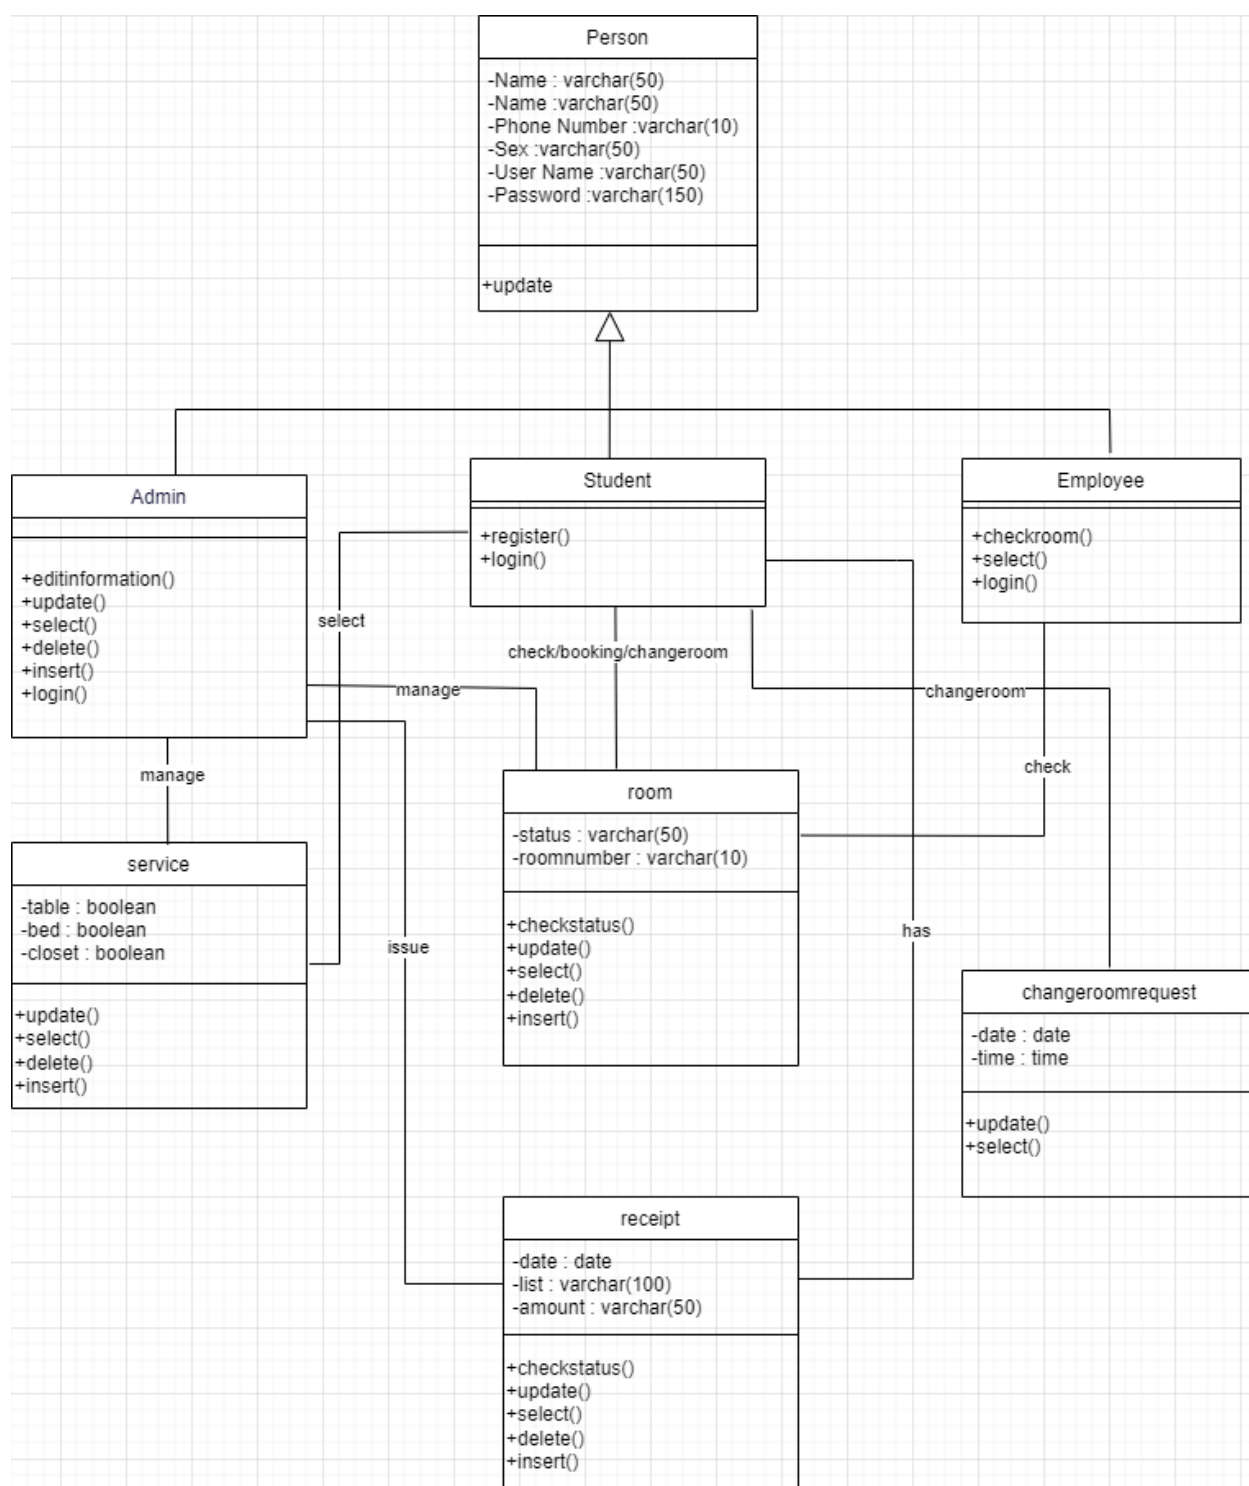 Person
-Name : varchar(50)
-Name :varchar(50)
-Phone Number :varchar(10)
-Sex :varchar(50)
-User Name :varchar(50)
-Password :varchar(150)
+update
Admin
+editinformation()
+update()
+select()
+delete()
+insert()
+login()
Student
+register()
+login()
Employee
+checkroom()
+select()
+login()
select
check/booking/changeroom
manage
changeroom
manage
check
service
-table : boolean
-bed : boolean
-closet : boolean
+update()
+select()
+delete()
+insert()
room
-status : varchar(50)
-roomnumber : varchar(10)
+checkstatus()
+update()
+select()
+delete()
+insert()
issue
has
changeroomrequest
-date : date
-time : time
+update()
+select()
receipt
-date : date
-list : varchar(100)
-amount : varchar(50)
+checkstatus()
+update()
+select()
+delete()
+insert()